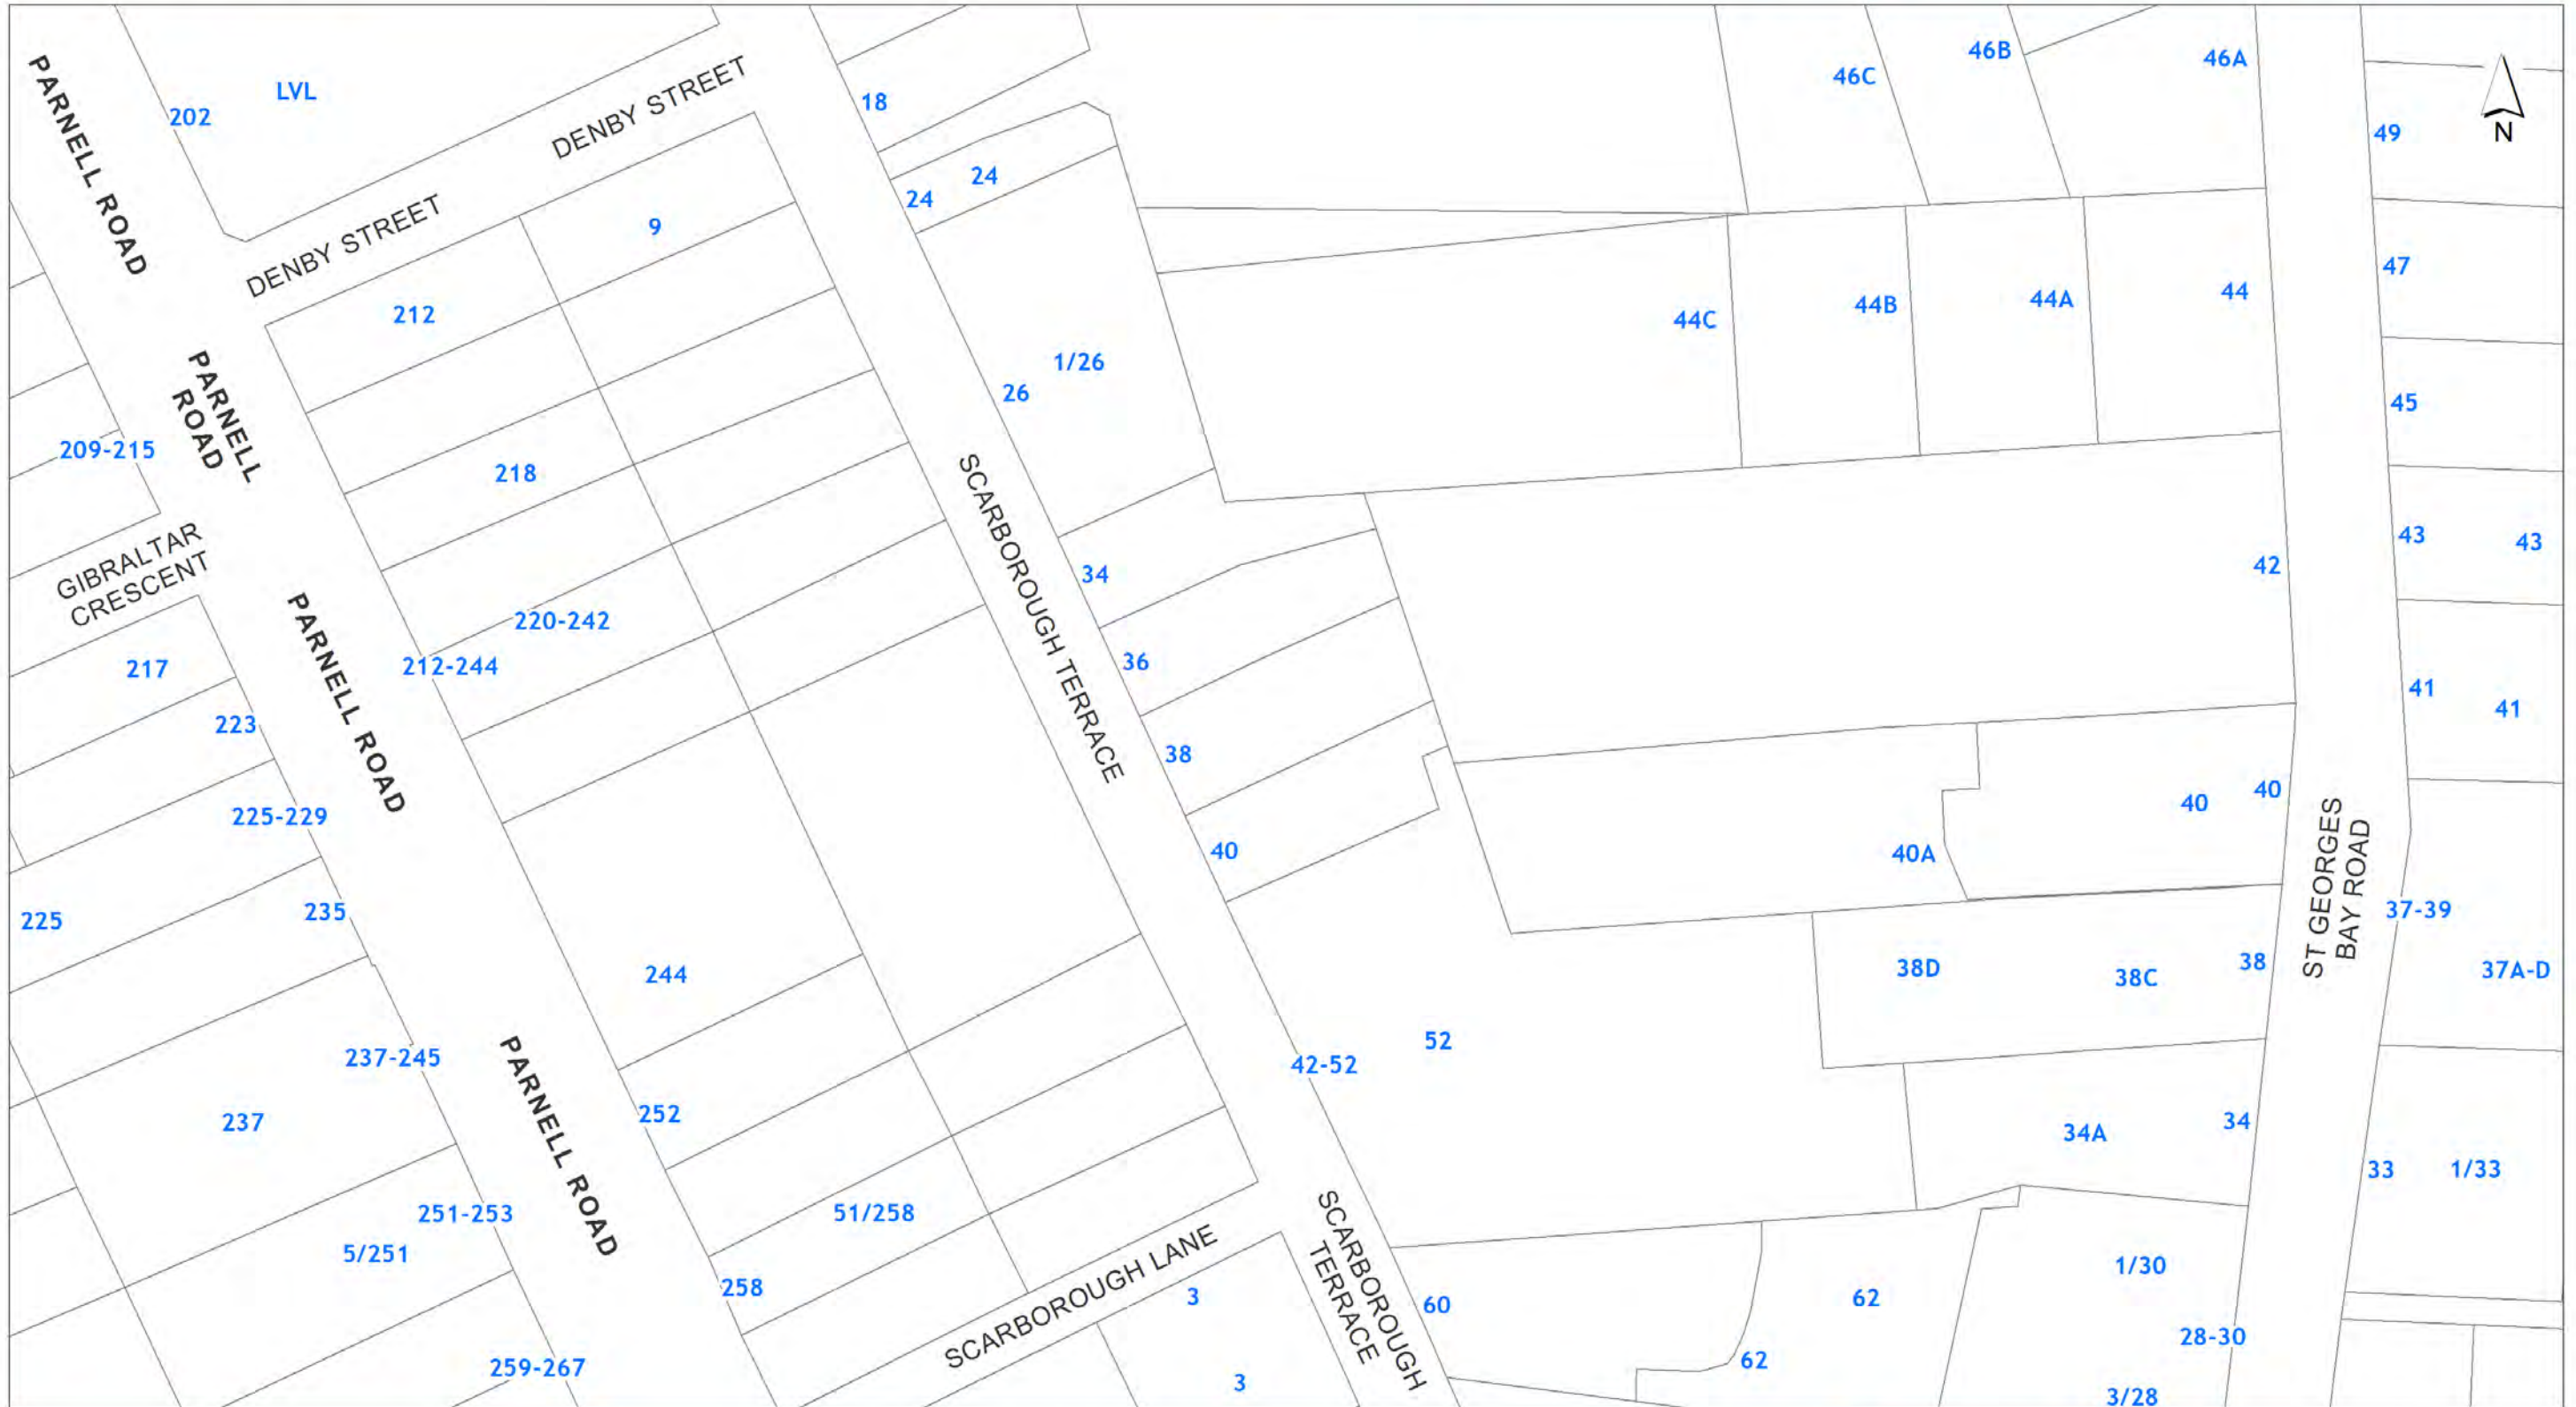 46B
46A
46C
LVL
18
202
49
N
PARNELL ROAD
DENBY STREET
24
24
9
DENBY STREET
47
44
44A
44B
212
44C
1/26
26
45
PARNELL
ROAD
209-215
218
43
43
42
34
GIBRALTAR
CRESCENT
220-242
SCARBOROUGH TERRACE
36
212-244
217
41
41
PARNELL ROAD
223
38
40
40
225-229
40
40A
ST GEORGES
BAY ROAD
37-39
235
225
38
38D
38C
37A-D
244
52
237-245
42-52
252
237
34
34A
PARNELL ROAD
33
1/33
51/258
251-253
5/251
1/30
SCARBOROUGH
TERRACE
258
SCARBOROUGH LANE
3
62
60
28-30
62
259-267
3
3/28